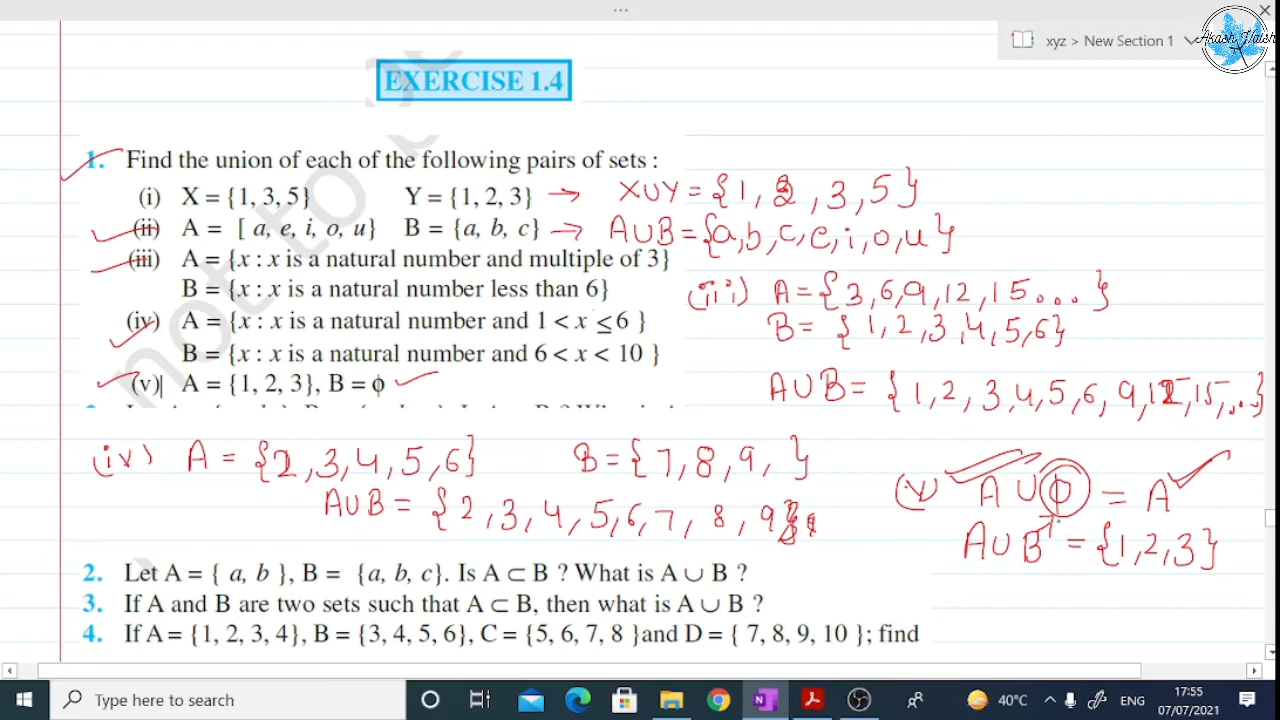 xyz > New Section 1
EXERCISE 1.4
1. Find the union of each of the following pairs of sets :
(i) X = {1, 3, 5} Y = {1, 2, 3} → X∪Y = {1, 2, 3, 5}
(ii) A = [ a, e, i, o, u} B = {a, b, c} → A∪B = {a, b, c, e, i, o, u}
(iii) A = {x : x is a natural number and multiple of 3}
B = {x : x is a natural number less than 6}
(iii) A = {3, 6, 9, 12, 15...}
B = {1, 2, 3, 4, 5, 6}
(iv) A = {x : x is a natural number and 1 < x ≤ 6 }
B = {x : x is a natural number and 6 < x < 10 }
(v) A = {1, 2, 3}, B = ϕ
A∪B = {1, 2, 3, 4, 5, 6, 9, 12, 15, ...}
(iv) A = {2, 3, 4, 5, 6} B = {7, 8, 9, }
A∪B = {2, 3, 4, 5, 6, 7, 8, 9}
(v) A ∪ ϕ = A
A∪B = {1, 2, 3}
2. Let A = { a, b }, B = {a, b, c}. Is A ⊂ B ? What is A ∪ B ?
3. If A and B are two sets such that A ⊂ B, then what is A ∪ B ?
4. If A = {1, 2, 3, 4}, B = {3, 4, 5, 6}, C = {5, 6, 7, 8 }and D = { 7, 8, 9, 10 }; find
Type here to search
40°C ENG 17:55
07/07/2021